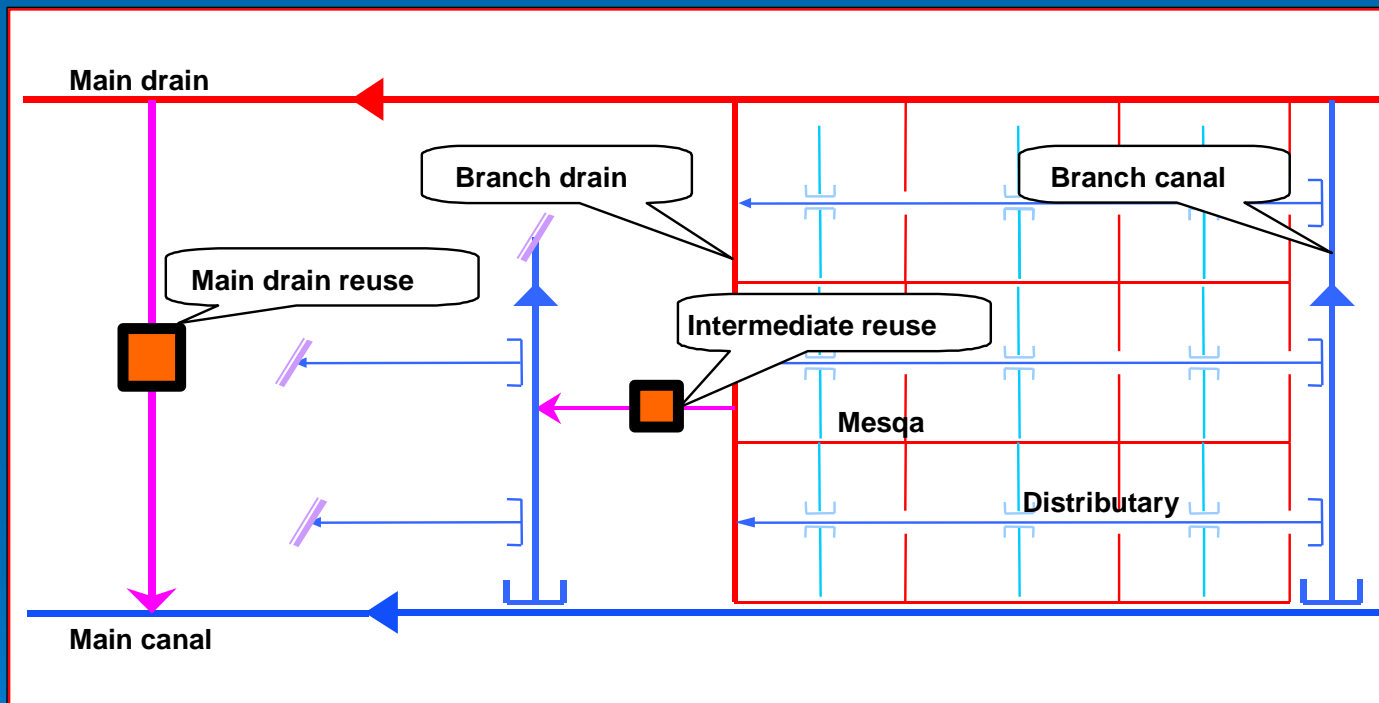 Main drain
Branch drain
Branch canal
Main drain reuse
Intermediate reuse
Mesqa
Distributary
Main canal